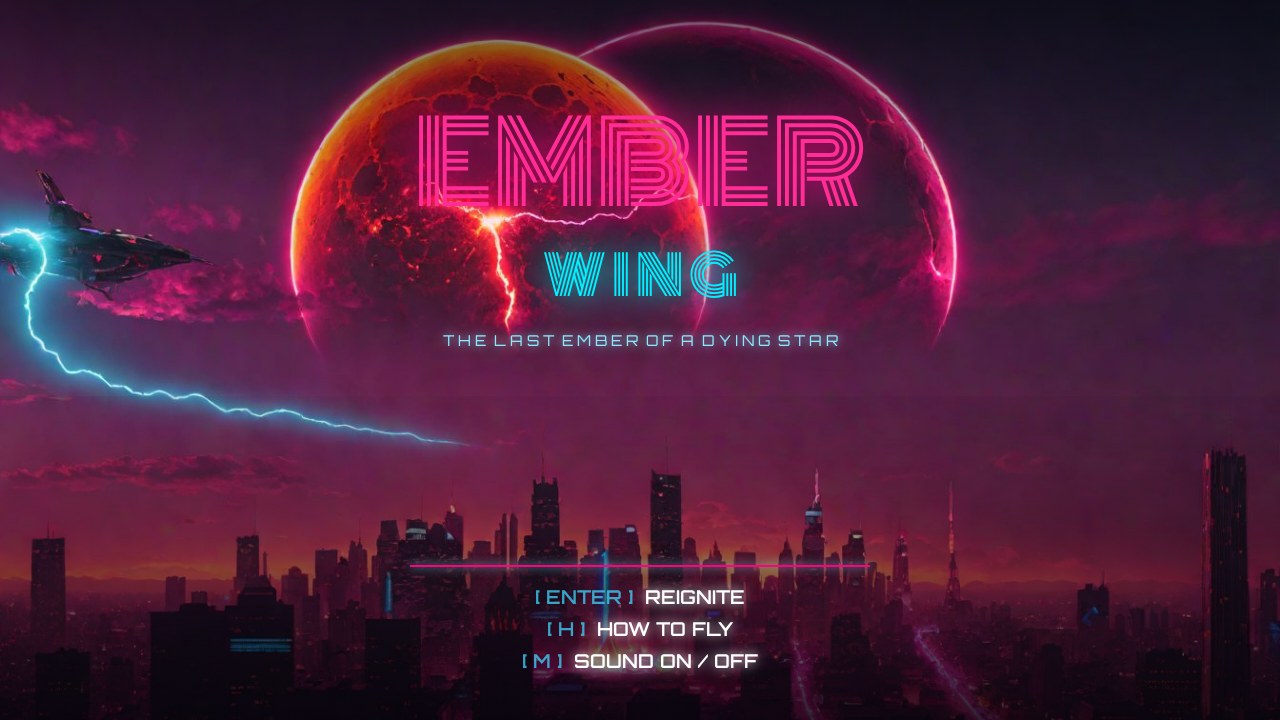 EMBER
WING
THE LAST EMBER OF A DYING STAR
[ ENTER ] REIGNITE
[ H ] HOW TO FLY
[ M ] SOUND ON / OFF